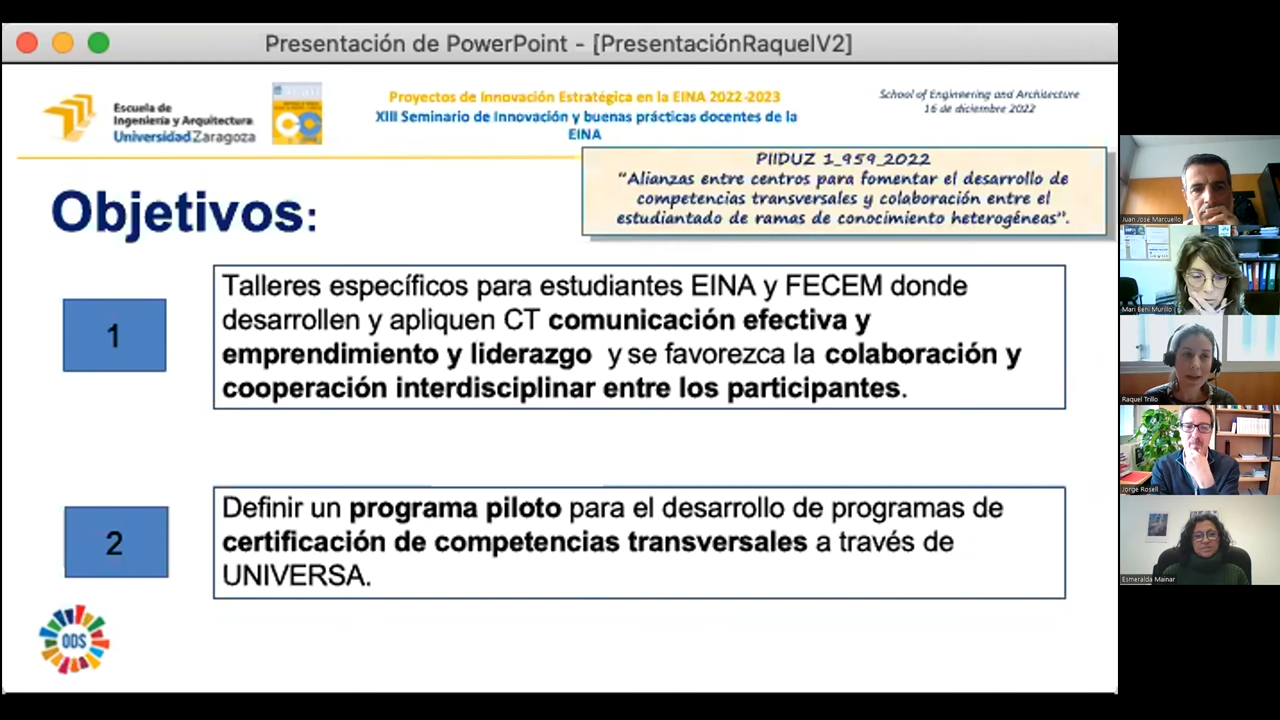 Presentación de PowerPoint - [PresentaciónRaquelV2]
Escuela de
Ingeniería y Arquitectura
Universidad Zaragoza
Proyectos de Innovación Estratégica en la EINA 2022-2023
XIII Seminario de Innovación y buenas prácticas docentes de la
EINA
School of Engineering and Architecture
16 de diciembre 2022
PIIDUZ 1_959_2022
“Alianzas entre centros para fomentar el desarrollo de
competencias transversales y colaboración entre el
estudiantado de ramas de conocimiento heterogéneas”.
Objetivos:
1
Talleres específicos para estudiantes EINA y FECEM donde
desarrollen y apliquen CT comunicación efectiva y
emprendimiento y liderazgo y se favorezca la colaboración y
cooperación interdisciplinar entre los participantes.
2
Definir un programa piloto para el desarrollo de programas de
certificación de competencias transversales a través de
UNIVERSA.
ODS
Juan José Marcuello
Mari Beni Murillo
Raquel Trillo
Jorge Rosell
Esmeralda Mainar